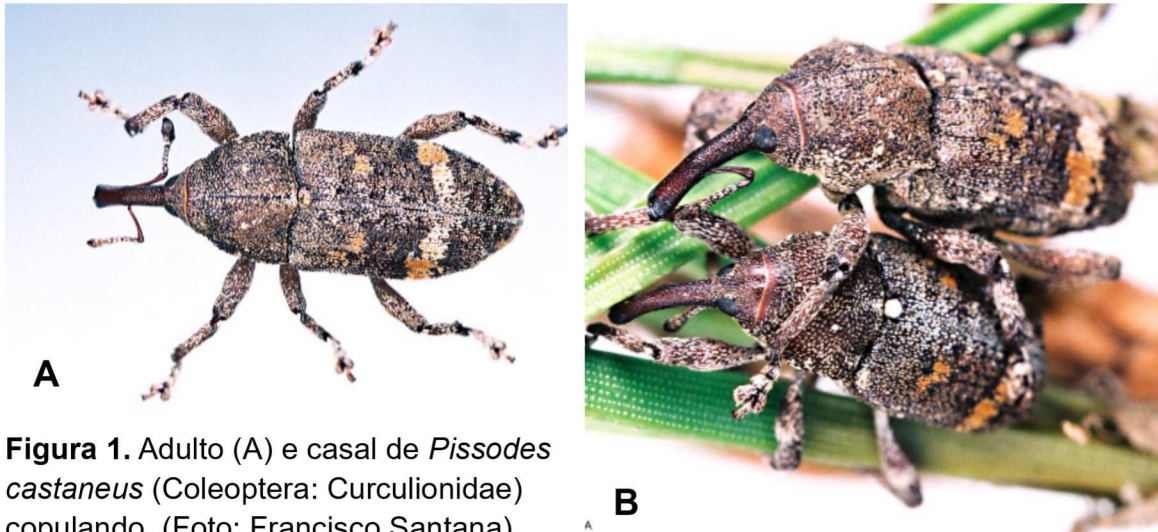 A
Figura 1. Adulto (A) e casal de Pissodes
castaneus (Coleoptera: Curculionidae)
copulando. (Foto: Francisco Santana)
B
A